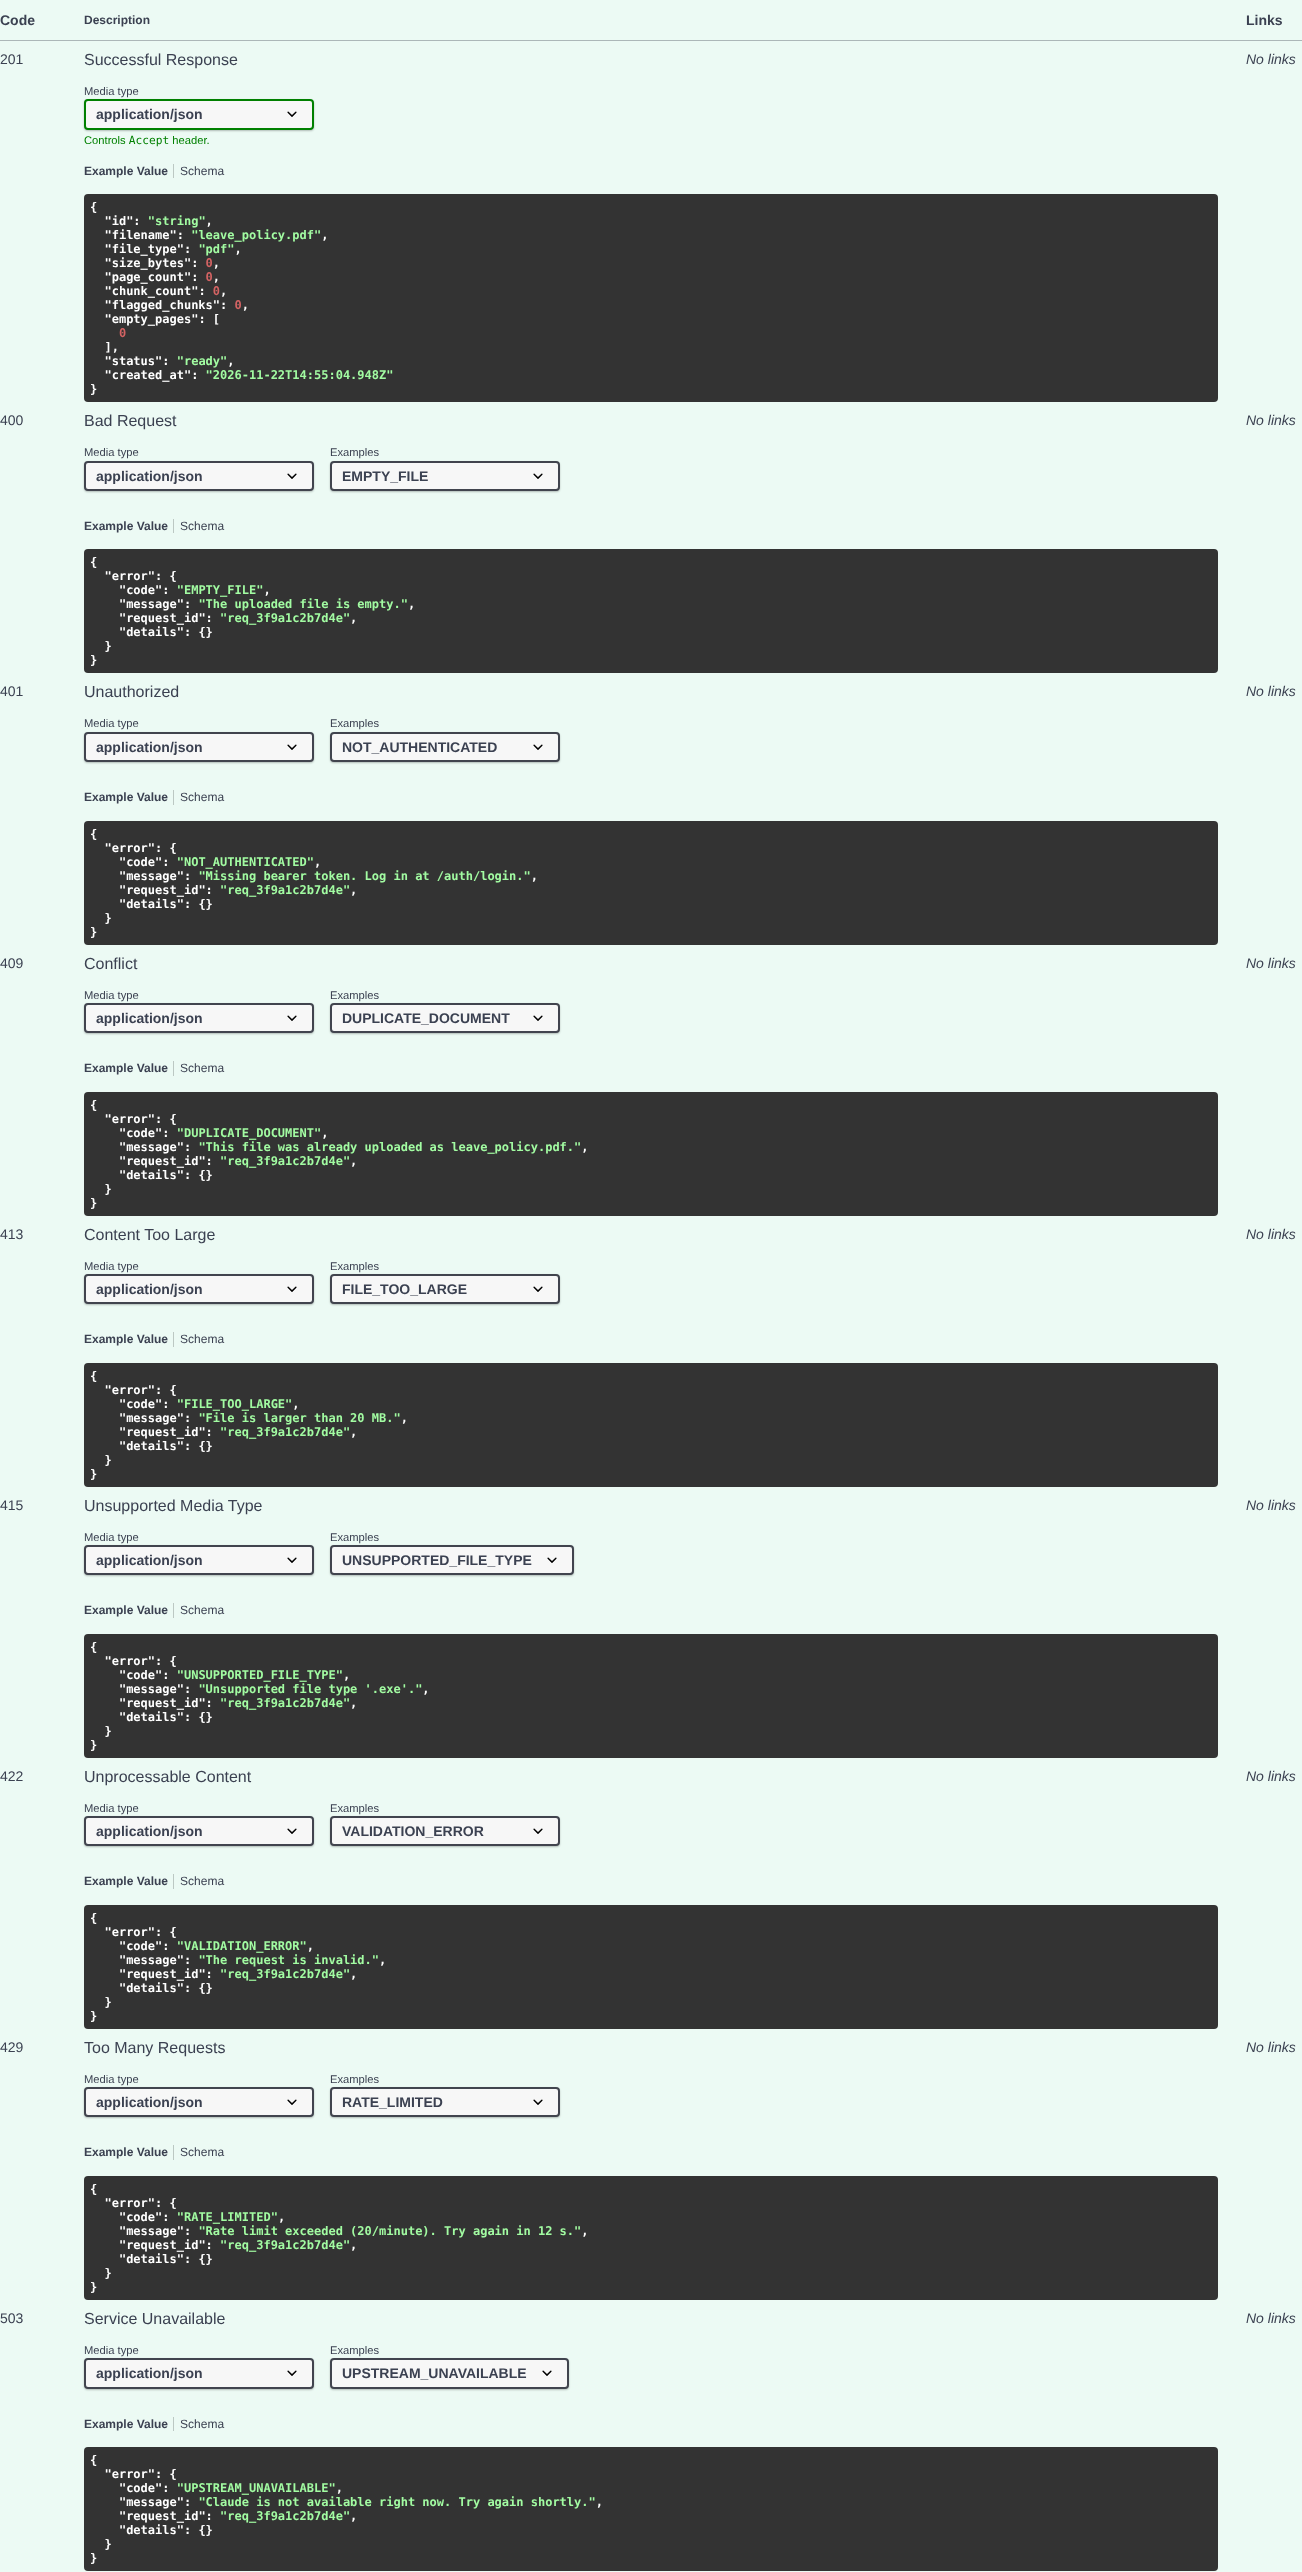 Code Description Links
201 Successful Response No links
Media type
application/json
Controls Accept header.
Example Value Schema
{
  "id": "string",
  "filename": "leave_policy.pdf",
  "file_type": "pdf",
  "size_bytes": 0,
  "page_count": 0,
  "chunk_count": 0,
  "flagged_chunks": 0,
  "empty_pages": [
    0
  ],
  "status": "ready",
  "created_at": "2026-11-22T14:55:04.948Z"
}
400 Bad Request No links
Media type Examples
application/json EMPTY_FILE
Example Value Schema
{
  "error": {
    "code": "EMPTY_FILE",
    "message": "The uploaded file is empty.",
    "request_id": "req_3f9a1c2b7d4e",
    "details": {}
  }
}
401 Unauthorized No links
Media type Examples
application/json NOT_AUTHENTICATED
Example Value Schema
{
  "error": {
    "code": "NOT_AUTHENTICATED",
    "message": "Missing bearer token. Log in at /auth/login.",
    "request_id": "req_3f9a1c2b7d4e",
    "details": {}
  }
}
409 Conflict No links
Media type Examples
application/json DUPLICATE_DOCUMENT
Example Value Schema
{
  "error": {
    "code": "DUPLICATE_DOCUMENT",
    "message": "This file was already uploaded as leave_policy.pdf.",
    "request_id": "req_3f9a1c2b7d4e",
    "details": {}
  }
}
413 Content Too Large No links
Media type Examples
application/json FILE_TOO_LARGE
Example Value Schema
{
  "error": {
    "code": "FILE_TOO_LARGE",
    "message": "File is larger than 20 MB.",
    "request_id": "req_3f9a1c2b7d4e",
    "details": {}
  }
}
415 Unsupported Media Type No links
Media type Examples
application/json UNSUPPORTED_FILE_TYPE
Example Value Schema
{
  "error": {
    "code": "UNSUPPORTED_FILE_TYPE",
    "message": "Unsupported file type '.exe'.",
    "request_id": "req_3f9a1c2b7d4e",
    "details": {}
  }
}
422 Unprocessable Content No links
Media type Examples
application/json VALIDATION_ERROR
Example Value Schema
{
  "error": {
    "code": "VALIDATION_ERROR",
    "message": "The request is invalid.",
    "request_id": "req_3f9a1c2b7d4e",
    "details": {}
  }
}
429 Too Many Requests No links
Media type Examples
application/json RATE_LIMITED
Example Value Schema
{
  "error": {
    "code": "RATE_LIMITED",
    "message": "Rate limit exceeded (20/minute). Try again in 12 s.",
    "request_id": "req_3f9a1c2b7d4e",
    "details": {}
  }
}
503 Service Unavailable No links
Media type Examples
application/json UPSTREAM_UNAVAILABLE
Example Value Schema
{
  "error": {
    "code": "UPSTREAM_UNAVAILABLE",
    "message": "Claude is not available right now. Try again shortly.",
    "request_id": "req_3f9a1c2b7d4e",
    "details": {}
  }
}